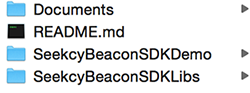 Documents
README.md
SeekcyBeaconSDKDemo
SeekcyBeaconSDKLibs